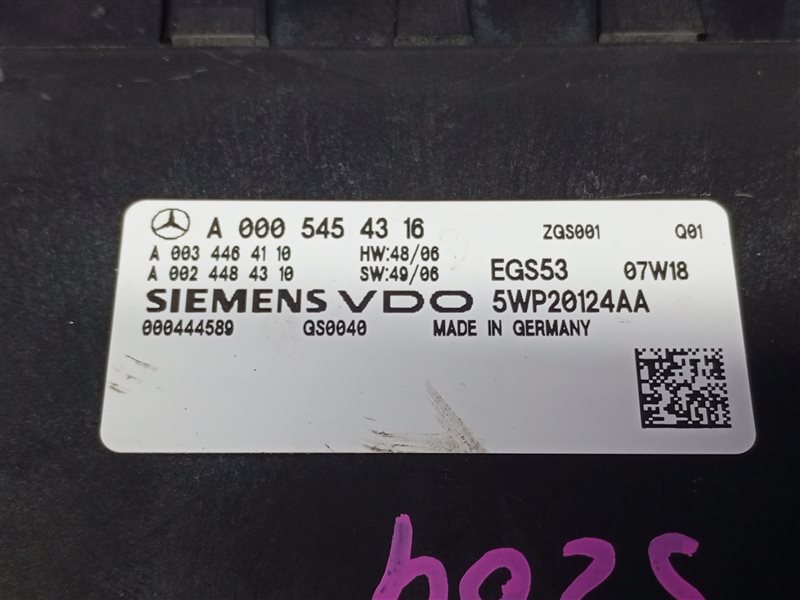 A 000 545 43 16 ZGS001 Q01
A 003 446 41 10 HW:48/06
A 002 448 43 10 SW:49/06 EGS53 07W18
SIEMENS VDO 5WP20124AA
000444589 QS0040 MADE IN GERMANY